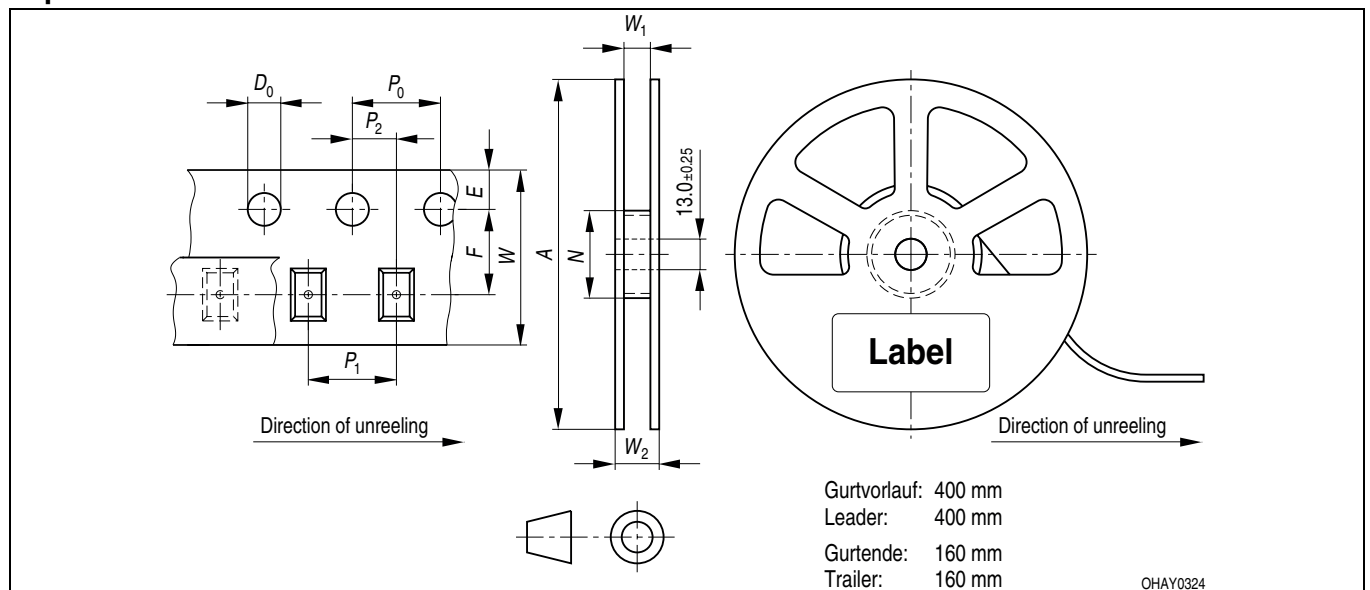 W1
D0
P0
P2
E
F
W
A
N
13.0±0.25
P1
W2
Label
Direction of unreeling
Direction of unreeling
Gurtvorlauf: 400 mm
Leader: 400 mm
Gurtende: 160 mm
Trailer: 160 mm
OHAY0324